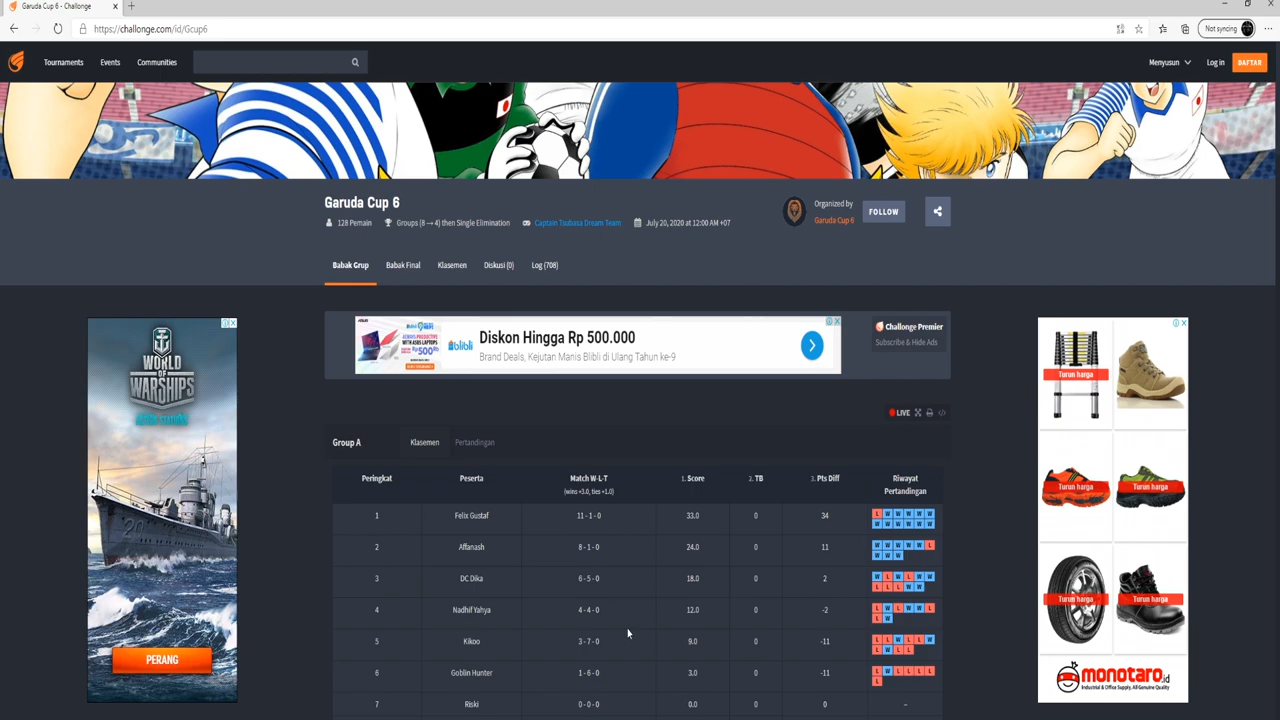 Garuda Cup 6 - Challonge
https://challonge.com/id/Gcup6
Not syncing
Tournaments Events Communities
Menyusun Log in DAFTAR
Garuda Cup 6
128 Pemain Groups (8 → 4) then Single Elimination Captain Tsubasa Dream Team July 20, 2020 at 12:00 AM +07
Organized by
Garuda Cup 6
FOLLOW
Babak Grup Babak Final Klasemen Diskusi (0) Log (708)
WORLD
OF
WARSHIPS
20
PERANG
blibli
Diskon Hingga Rp 500.000
Brand Deals, Kejutan Manis Blibli di Ulang Tahun ke-9
Challonge Premier
Subscribe & Hide Ads
LIVE
Group A Klasemen Pertandingan
Peringkat Peserta Match W-L-T 1. Score 2. TB 3. Pts Diff Riwayat
(wins +3.0, ties +1.0) Pertandingan
1 Felix Gustaf 11 - 1 - 0 33.0 0 34 L W W W W W
W W W W W W
2 Affanash 8 - 1 - 0 24.0 0 11 W W W W W L
W W W
3 DC Dika 6 - 5 - 0 18.0 0 2 W L W L W W
L L L W W
4 Nadhif Yahya 4 - 4 - 0 12.0 0 -2 L W L W W L
L W
5 Kikoo 3 - 7 - 0 9.0 0 -11 L L W L L W
L W L L
6 Goblin Hunter 1 - 6 - 0 3.0 0 -11 L W L L L L
L
7 Riski 0 - 0 - 0 0.0 0 0 –
Turun harga
Turun harga Turun harga
Turun harga Turun harga
monotaro.id
Industrial & Office Supply, All Genuine Quality